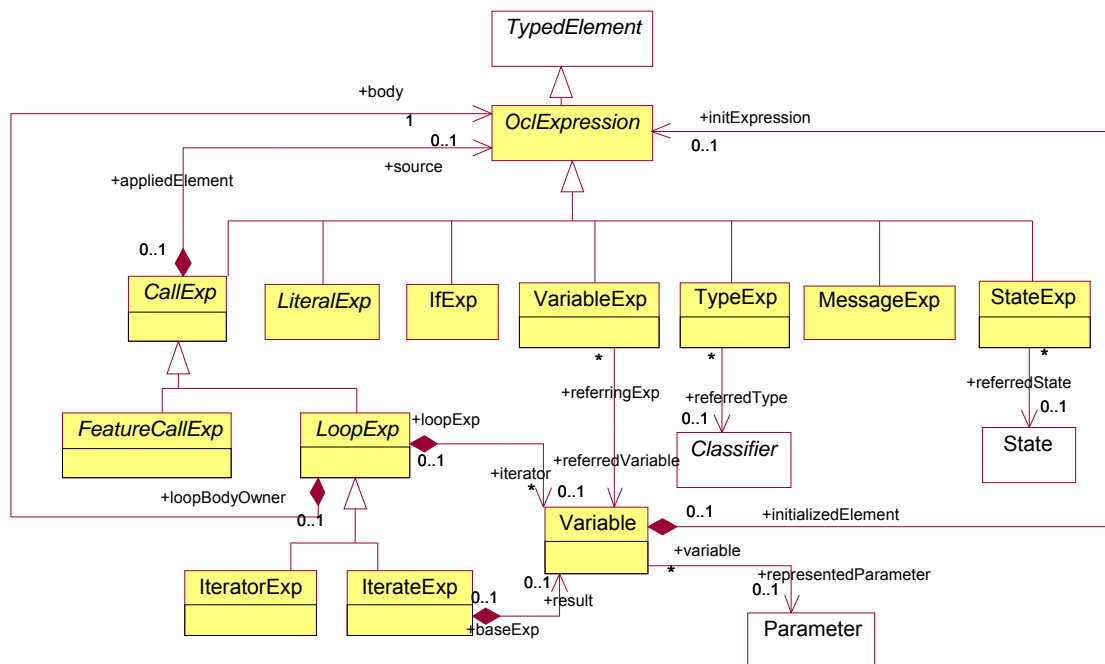 TypedElement
+body
1
OclExpression
+initExpression
0..1
0..1
+source
+appliedElement
0..1
CallExp
LiteralExp
IfExp
VariableExp
TypeExp
MessageExp
StateExp
*
*
*
+referringExp
+referredType
0..1
+referredState
0..1
FeatureCallExp
LoopExp
+loopExp
0..1
Classifier
State
+referredVariable
+iterator
*
0..1
+loopBodyOwner
0..1
Variable
0..1
+initializedElement
+variable
*
+representedParameter
0..1
IteratorExp
IterateExp
0..1
+baseExp
0..1
+result
Parameter